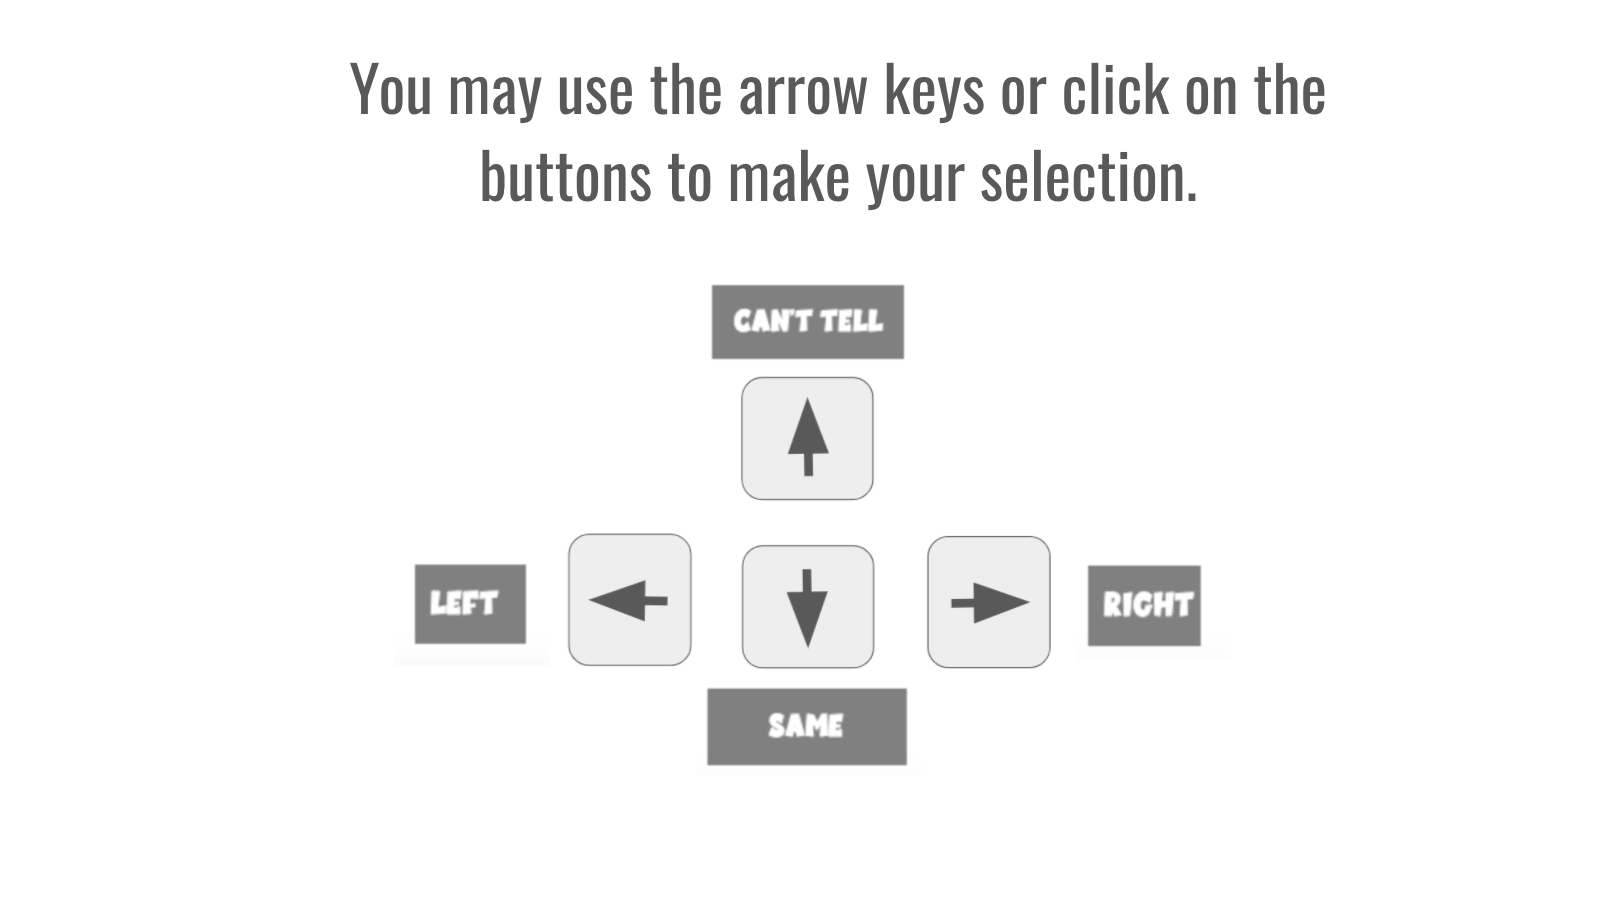 You may use the arrow keys or click on the
buttons to make your selection.
CAN'T TELL
LEFT
RIGHT
SAME